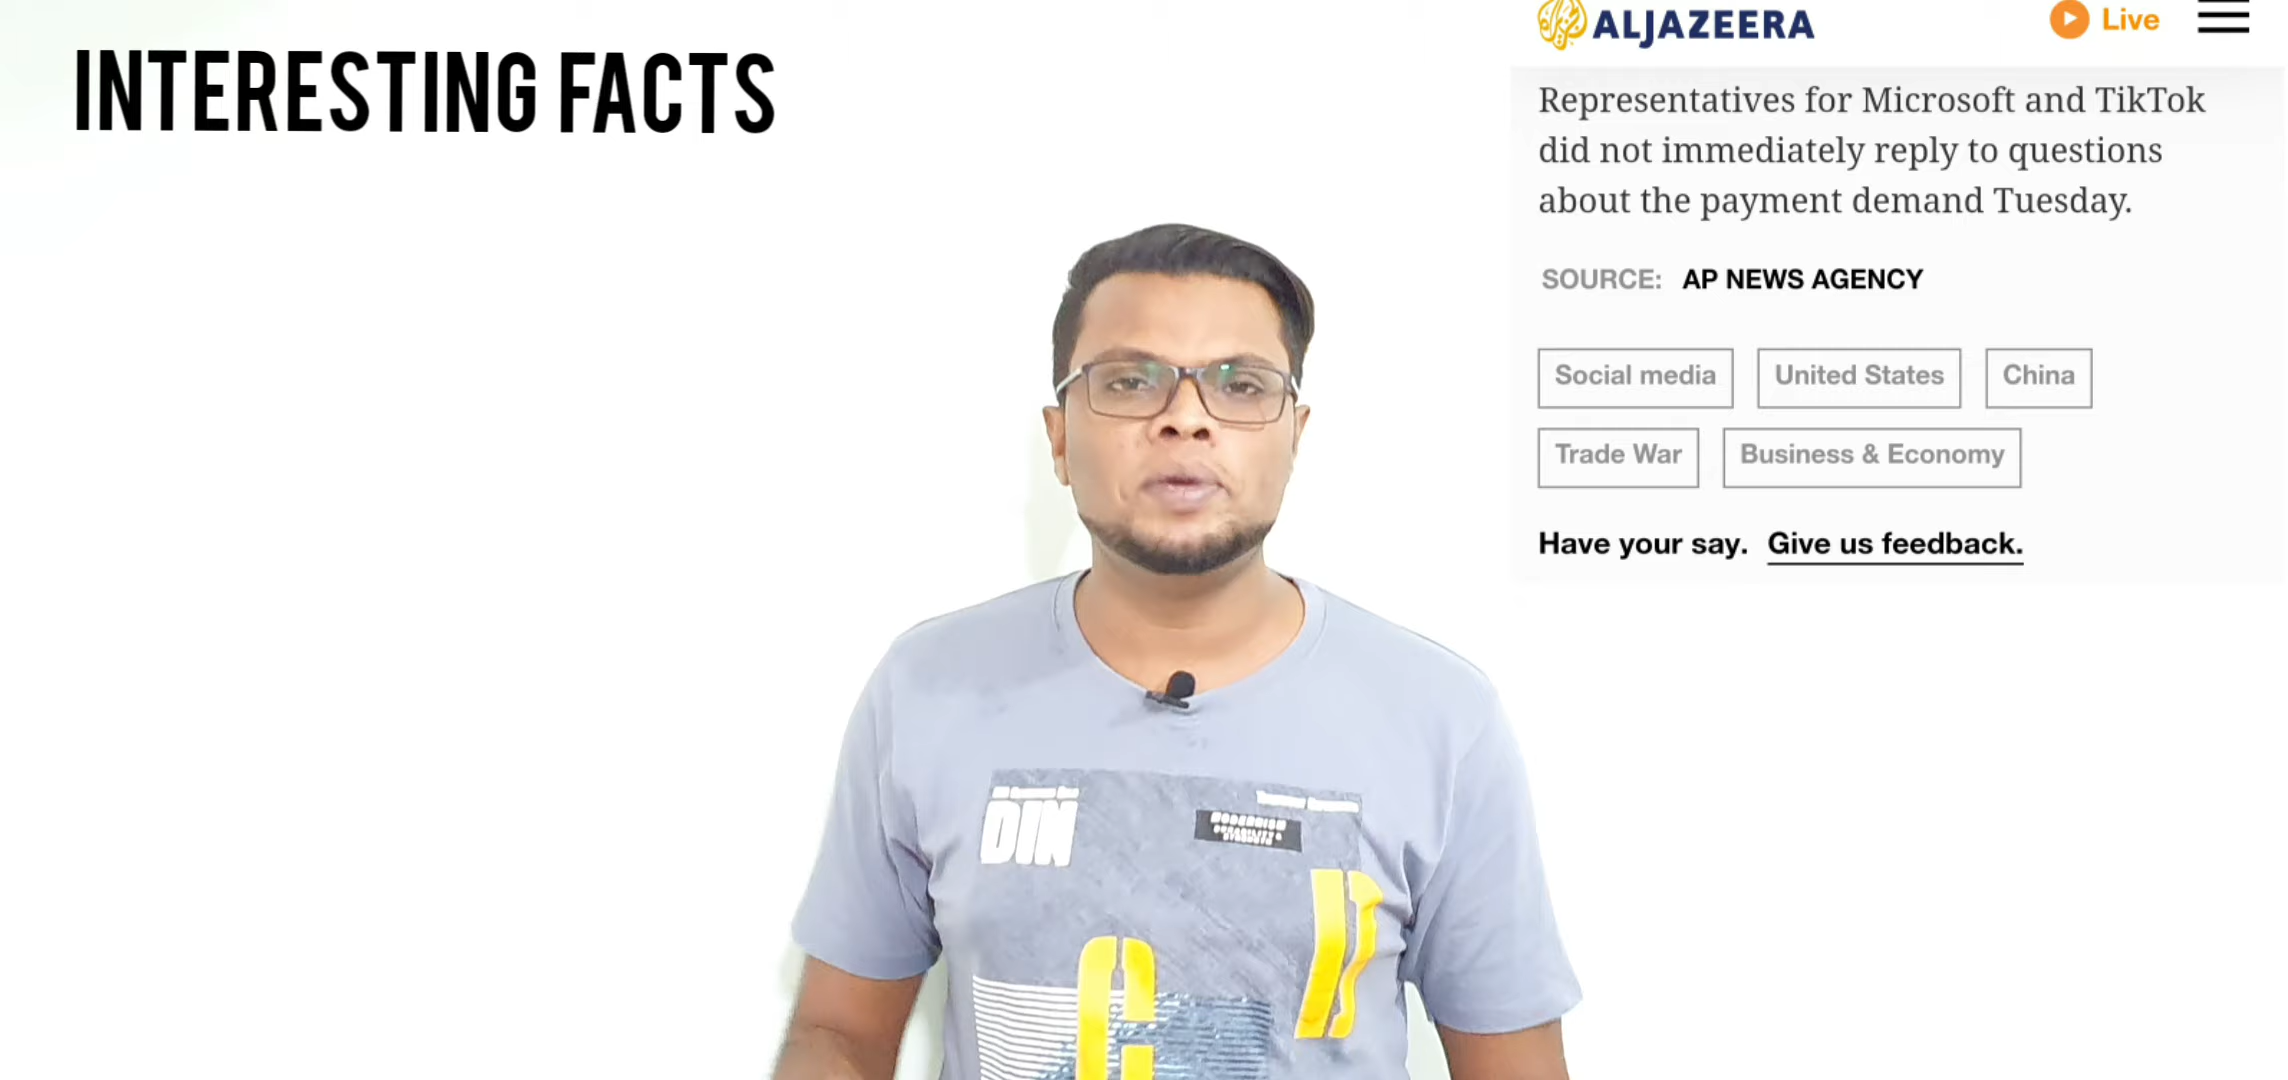 INTERESTING FACTS
ALJAZEERA
Live
Representatives for Microsoft and TikTok
did not immediately reply to questions
about the payment demand Tuesday.
SOURCE: AP NEWS AGENCY
Social media
United States
China
Trade War
Business & Economy
Have your say. Give us feedback.
DIN
MODERNISM